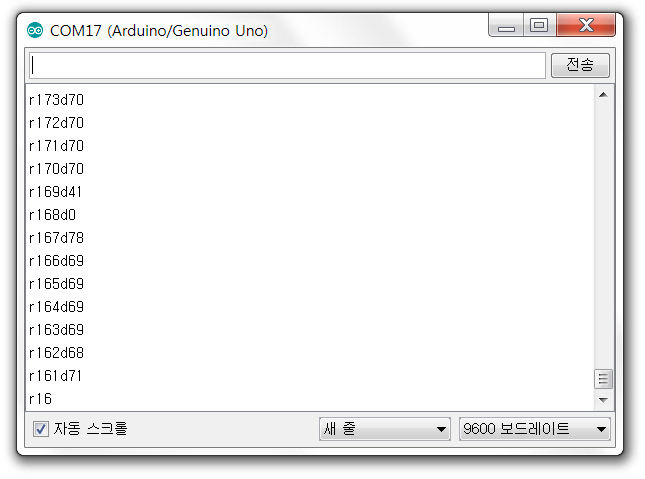 COM17 (Arduino/Genuino Uno)
전송
r173d70
r172d70
r171d70
r170d70
r169d41
r168d0
r167d78
r166d69
r165d69
r164d69
r163d69
r162d68
r161d71
r16
자동 스크롤
새 줄
9600 보드레이트